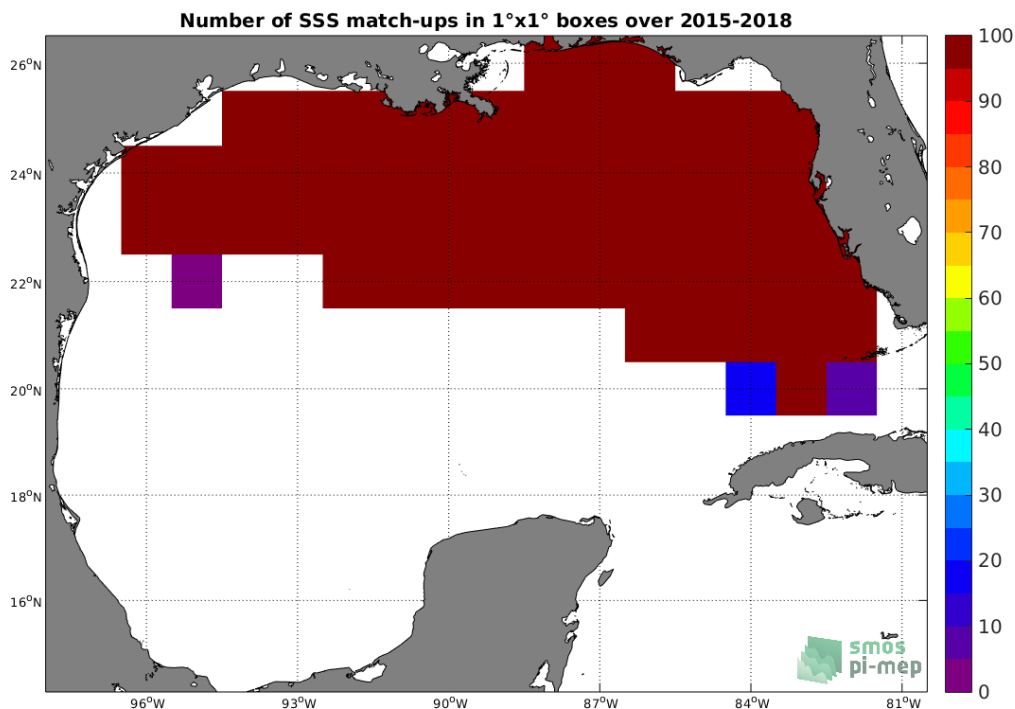 Number of SSS match-ups in 1°x1° boxes over 2015-2018
26°N
24°N
22°N
20°N
18°N
16°N
96°W
93°W
90°W
87°W
84°W
81°W
100
90
80
70
60
50
40
30
20
10
0
smos
pi-mep